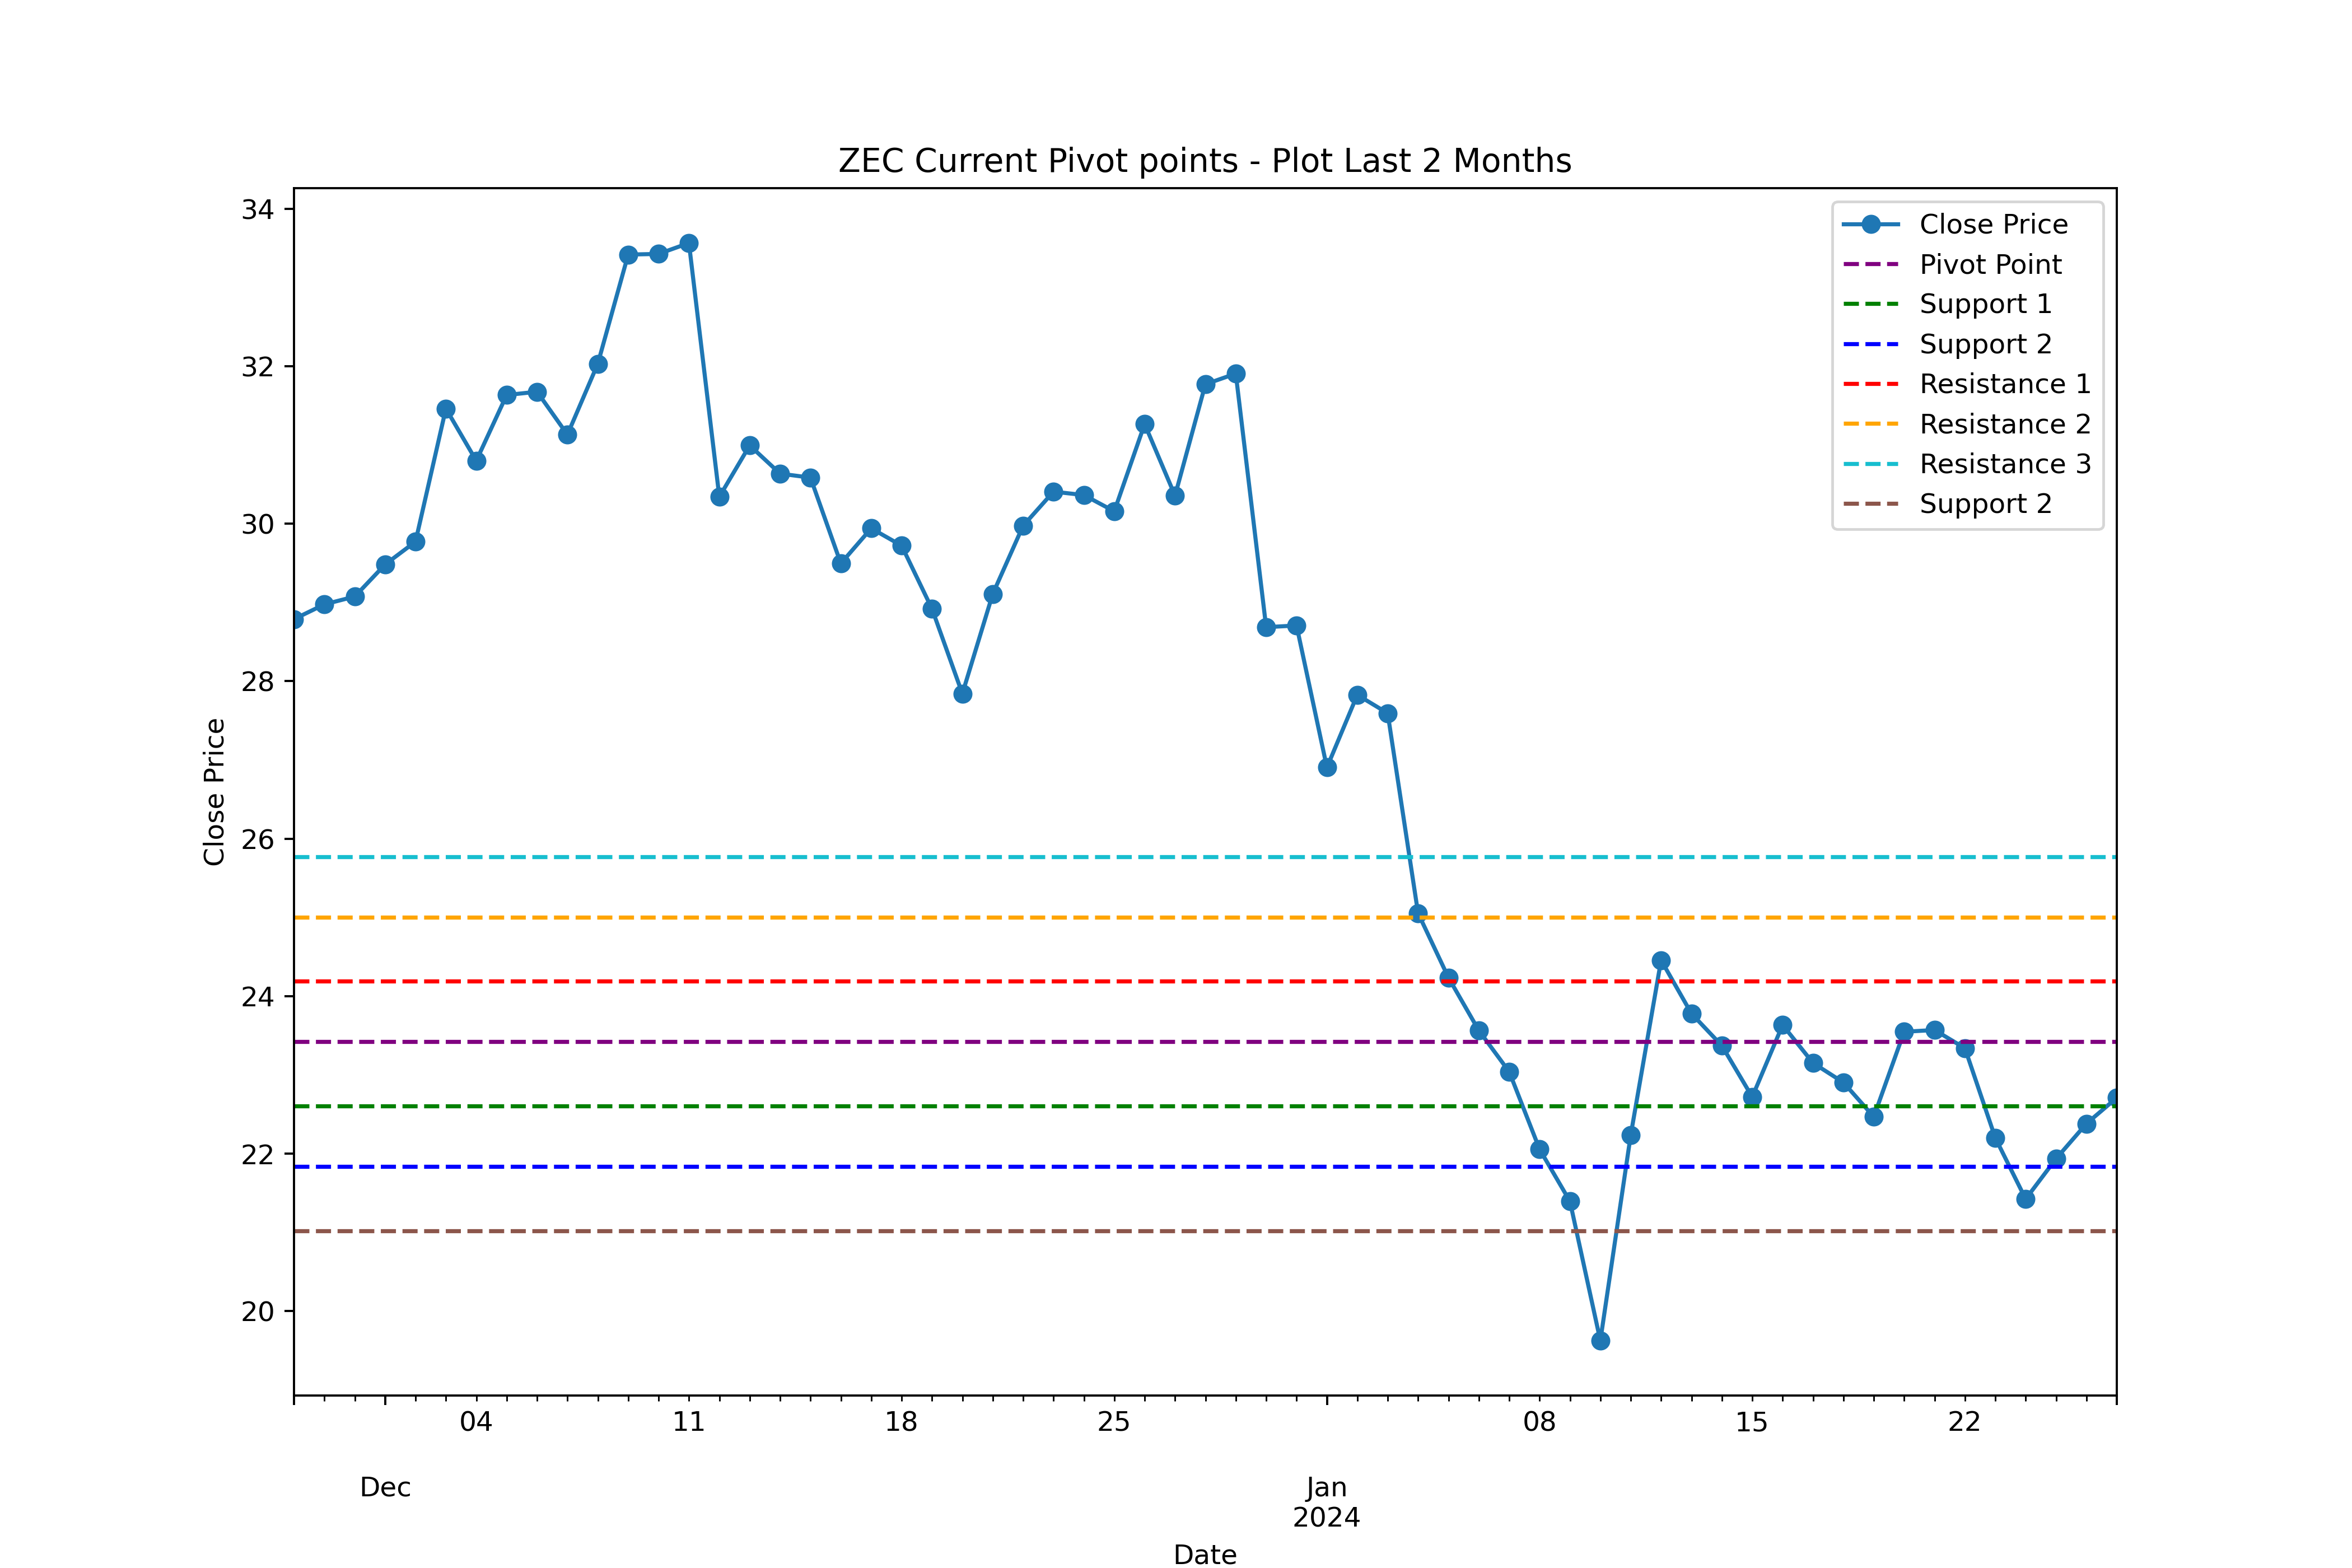 ZEC Current Pivot points - Plot Last 2 Months
34
32
30
28
26
24
22
20
Close Price
Close Price
Pivot Point
Support 1
Support 2
Resistance 1
Resistance 2
Resistance 3
Support 2
04 11 18 25 08 15 22
Dec Jan
2024
Date